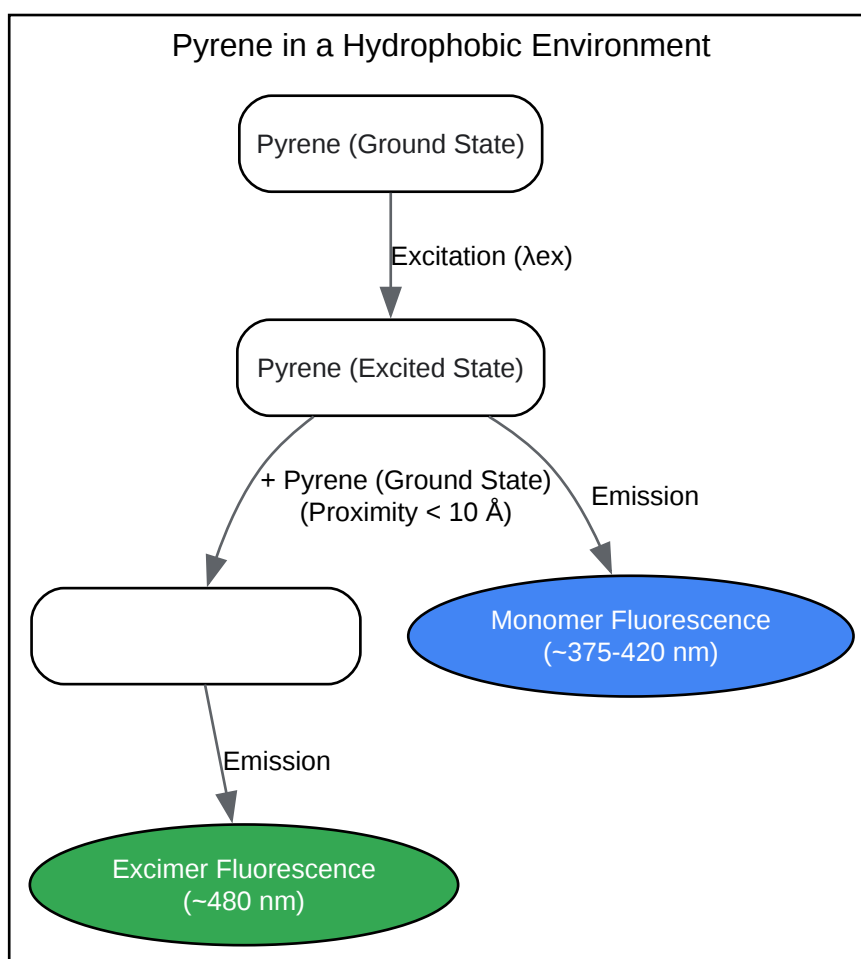 Pyrene in a Hydrophobic Environment
Pyrene (Ground State)
Excitation (λex)
Pyrene (Excited State)
+ Pyrene (Ground State)
(Proximity < 10 Å)
Emission
Monomer Fluorescence
(~375-420 nm)
Emission
Excimer Fluorescence
(~480 nm)